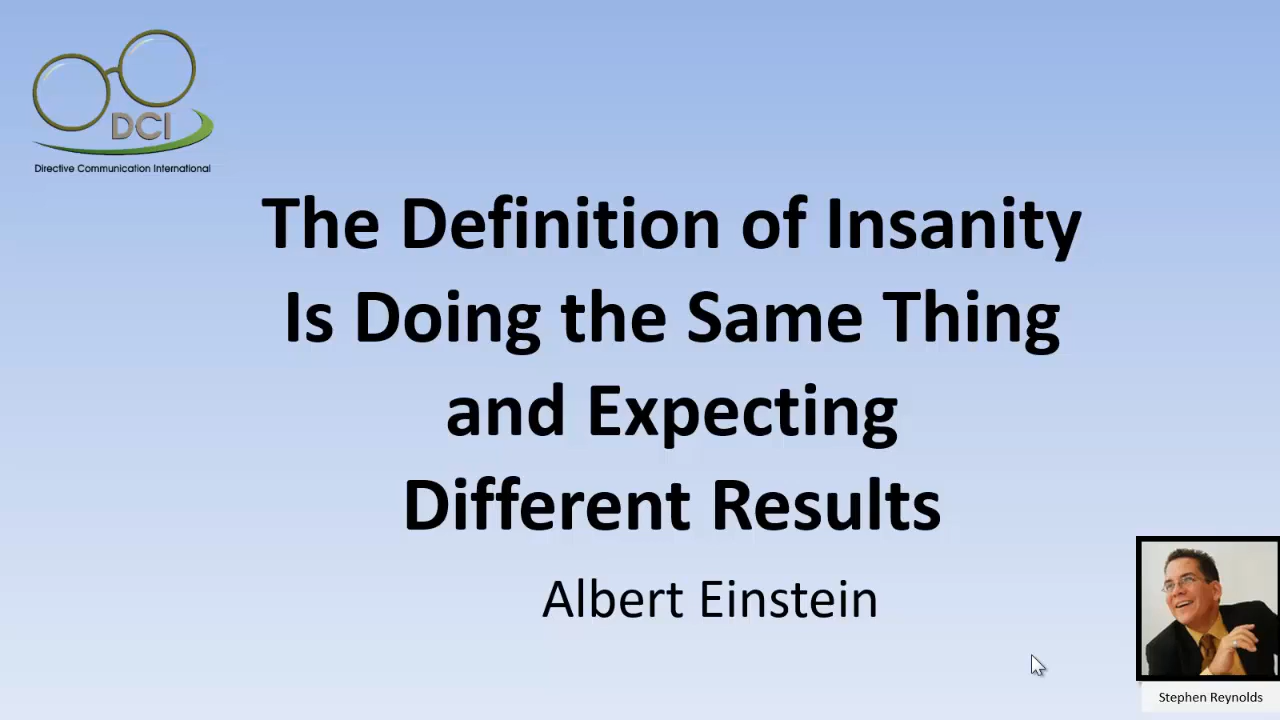 DCI
Directive Communication International
The Definition of Insanity
Is Doing the Same Thing
and Expecting
Different Results
Albert Einstein
Stephen Reynolds